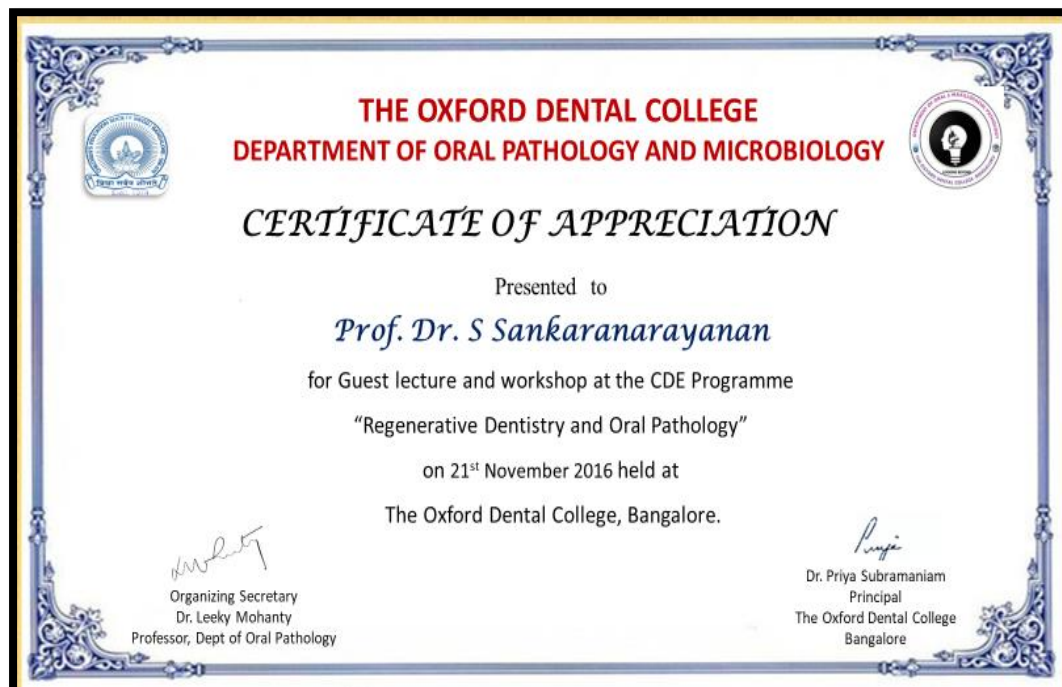 THE OXFORD DENTAL COLLEGE
DEPARTMENT OF ORAL PATHOLOGY AND MICROBIOLOGY
CERTIFICATE OF APPRECIATION
Presented to
Prof. Dr. S Sankaranarayanan
for Guest lecture and workshop at the CDE Programme
“Regenerative Dentistry and Oral Pathology”
on 21st November 2016 held at
The Oxford Dental College, Bangalore.
Organizing Secretary
Dr. Leeky Mohanty
Professor, Dept of Oral Pathology
Dr. Priya Subramaniam
Principal
The Oxford Dental College
Bangalore